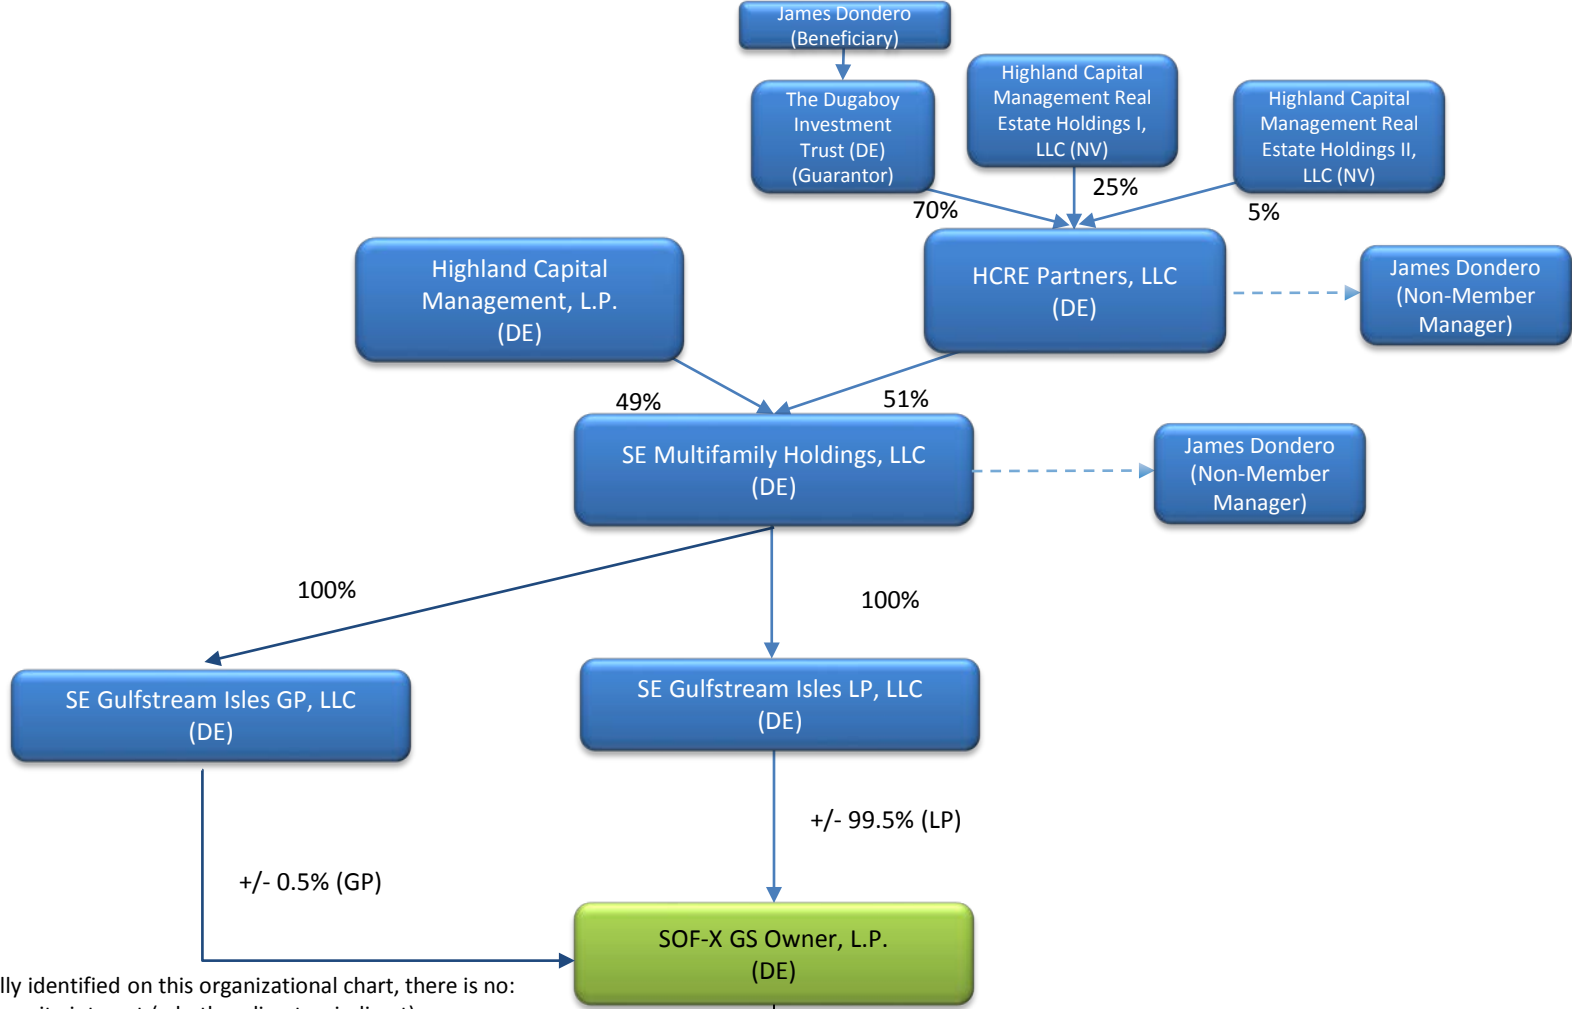 James Dondero
(Beneficiary)
The Dugaboy
Investment
Trust (DE)
(Guarantor)
Highland Capital
Management Real
Estate Holdings I,
LLC (NV)
Highland Capital
Management Real
Estate Holdings II,
LLC (NV)
70%
25%
5%
Highland Capital
Management, L.P.
(DE)
HCRE Partners, LLC
(DE)
James Dondero
(Non-Member
Manager)
49%
51%
SE Multifamily Holdings, LLC
(DE)
James Dondero
(Non-Member
Manager)
100%
100%
SE Gulfstream Isles GP, LLC
(DE)
SE Gulfstream Isles LP, LLC
(DE)
+/- 99.5% (LP)
+/- 0.5% (GP)
SOF-X GS Owner, L.P.
(DE)
lly identified on this organizational chart, there is no: